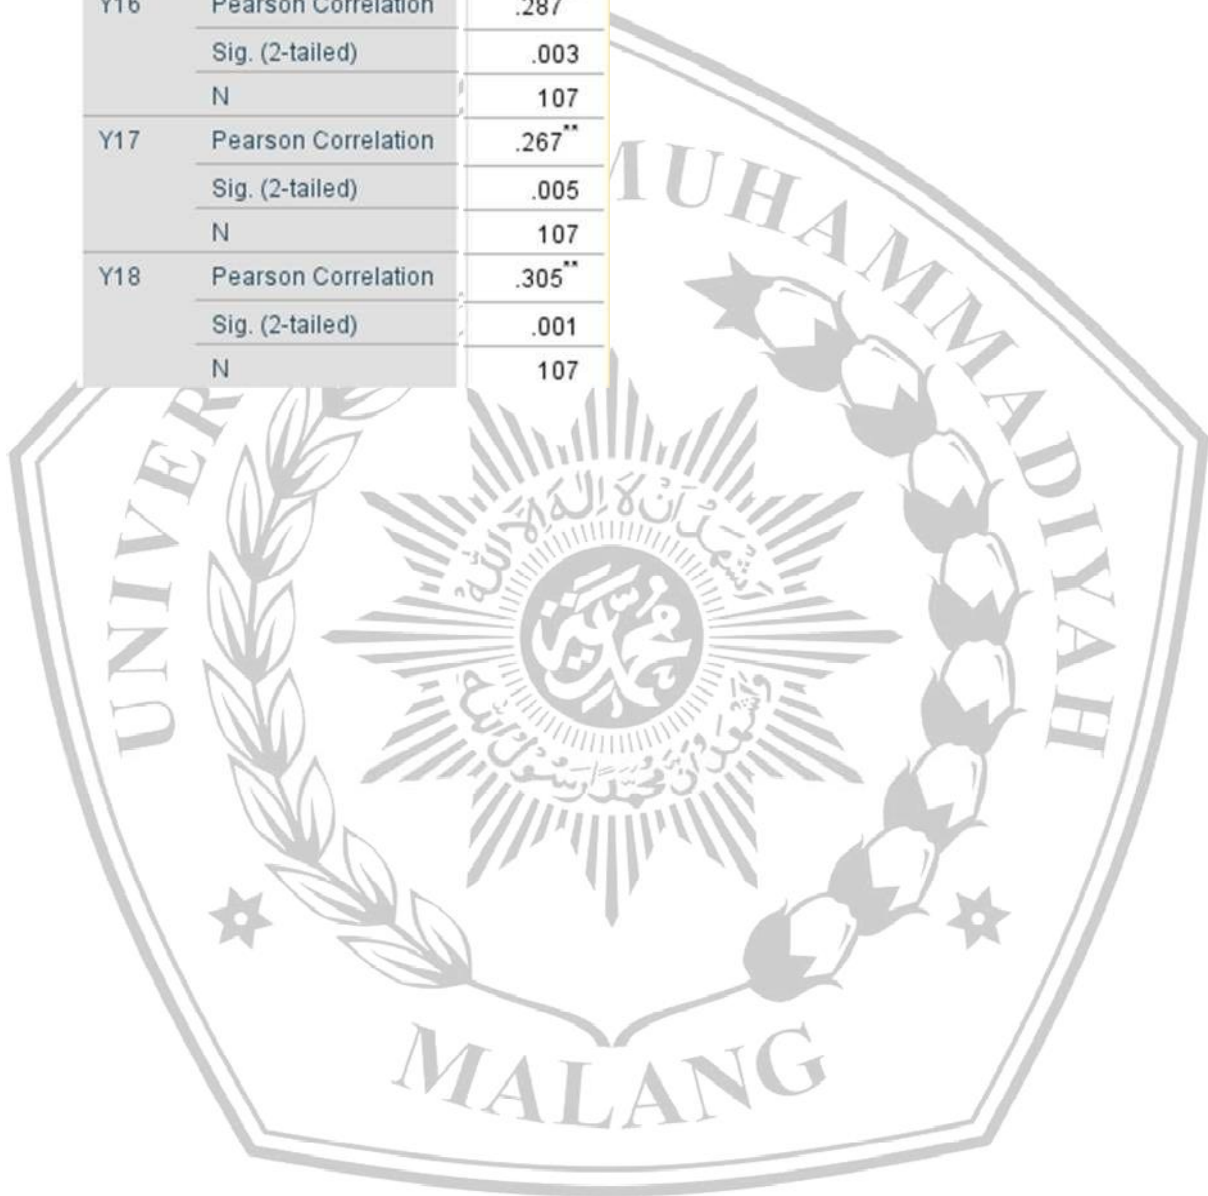 Y16 Pearson Correlation .287
Sig. (2-tailed) .003
N 107
Y17 Pearson Correlation .267**
Sig. (2-tailed) .005
N 107
Y18 Pearson Correlation .305**
Sig. (2-tailed) .001
N 107
UNIVER
MUHAMMADIYAH
MALANG